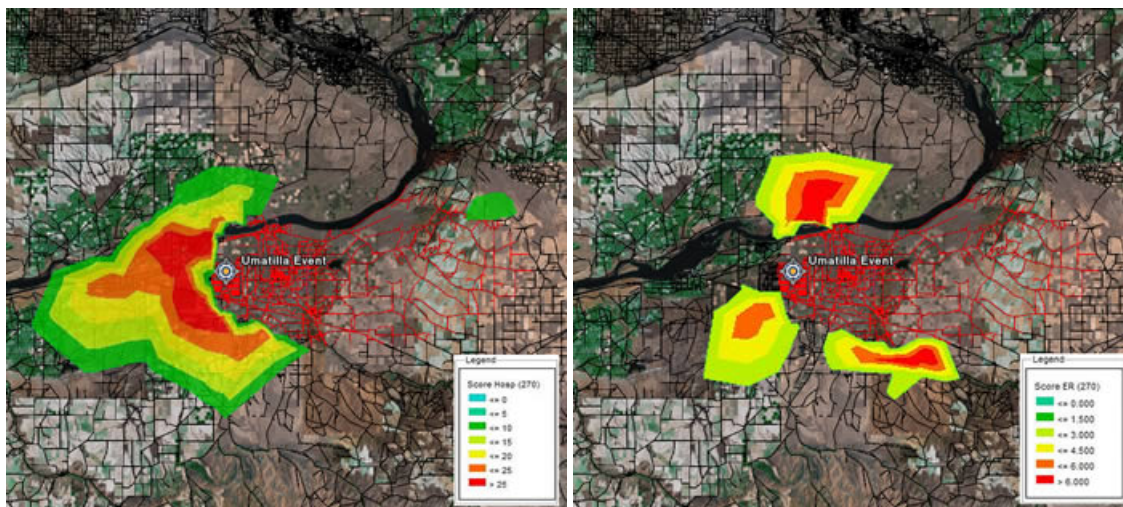 Umatilla Event
Legend
Score Hosp (270)
<= 0
<= 5
<= 10
<= 15
<= 20
<= 25
> 25
Umatilla Event
Legend
Score ER (270)
<= 0.000
<= 1.500
<= 3.000
<= 4.500
<= 6.000
> 6.000